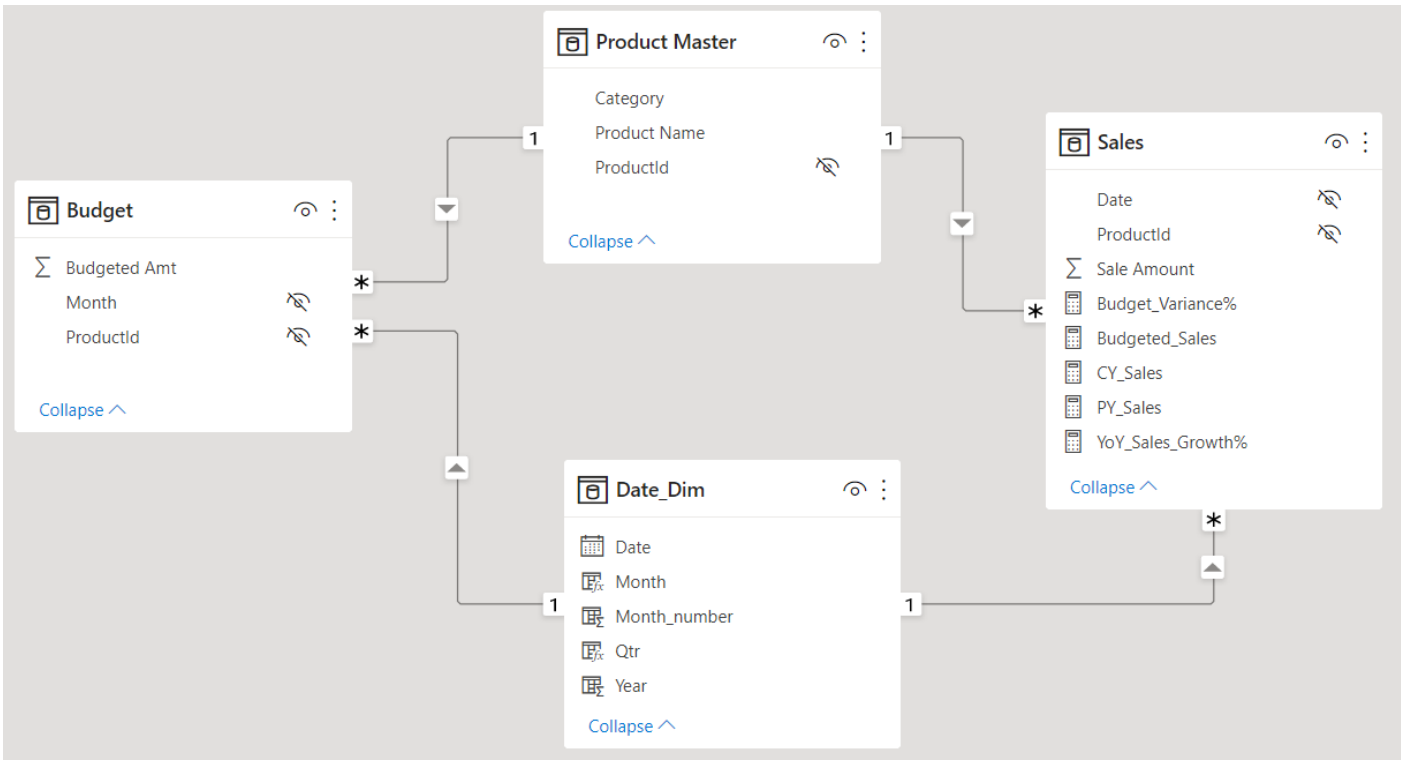 Product Master
Category
Product Name
ProductId
Collapse
1
1
*
*
Budget
Budgeted Amt
Month
ProductId
Collapse
*
1
Date_Dim
Date
Month
Month_number
Qtr
Year
Collapse
1
*
Sales
Date
ProductId
Sale Amount
Budget_Variance%
Budgeted_Sales
CY_Sales
PY_Sales
YoY_Sales_Growth%
Collapse